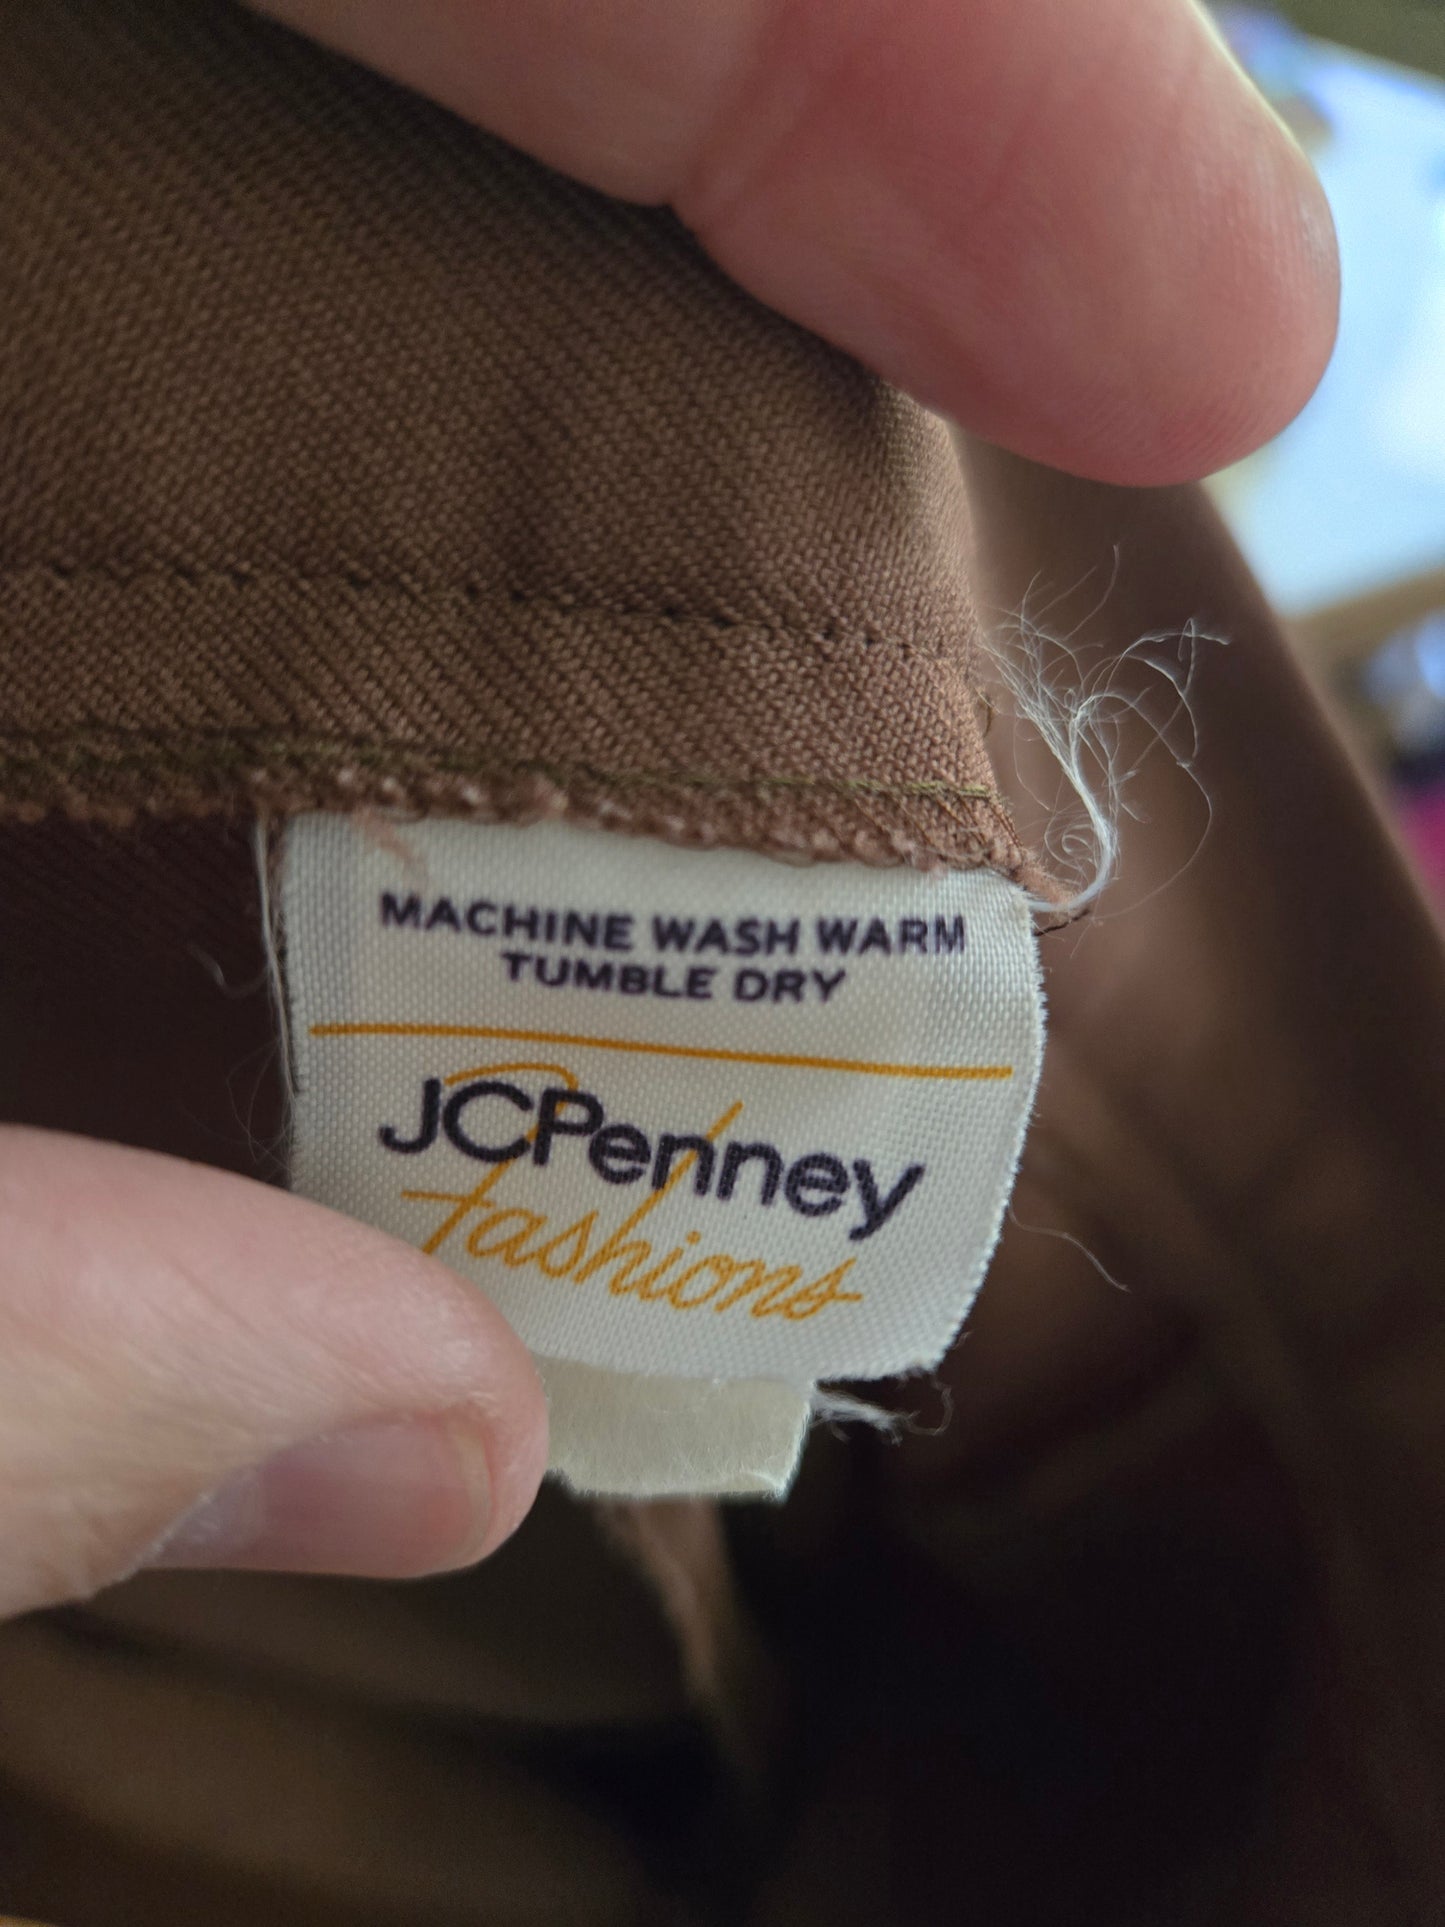 MACHINE WASH WARM
TUMBLE DRY
JCPenney
fashions